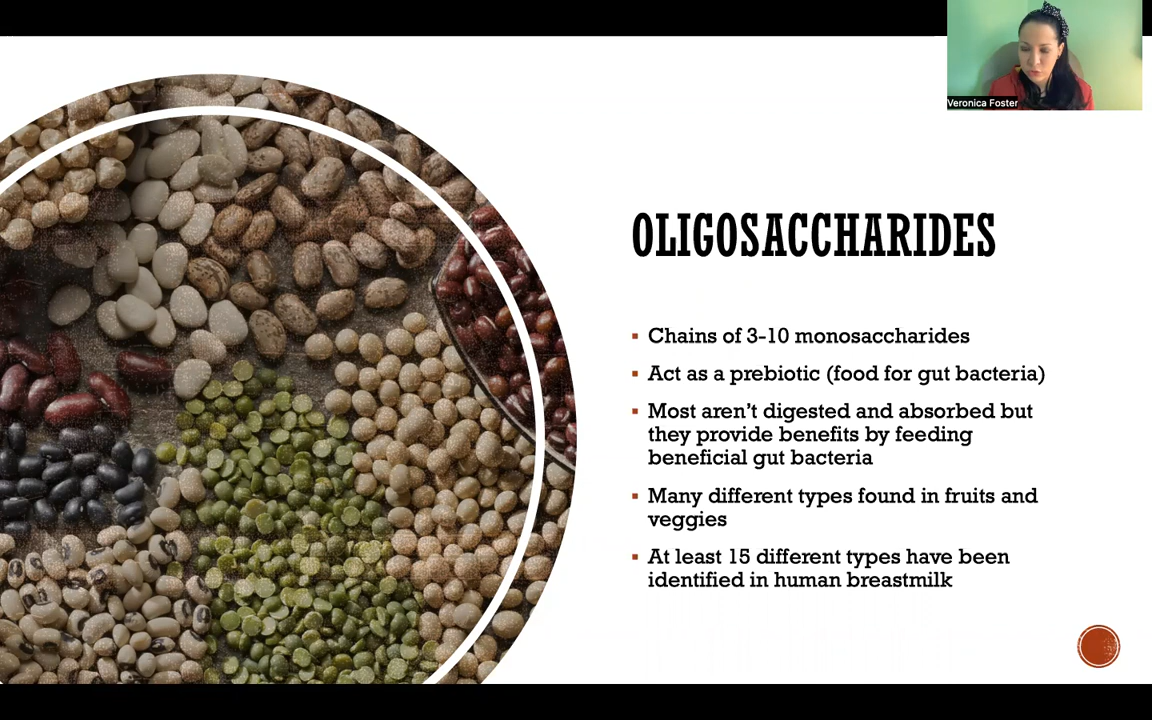 Veronica Foster
OLIGOSACCHARIDES
▪ Chains of 3-10 monosaccharides
▪ Act as a prebiotic (food for gut bacteria)
▪ Most aren’t digested and absorbed but
they provide benefits by feeding
beneficial gut bacteria
▪ Many different types found in fruits and
veggies
▪ At least 15 different types have been
identified in human breastmilk